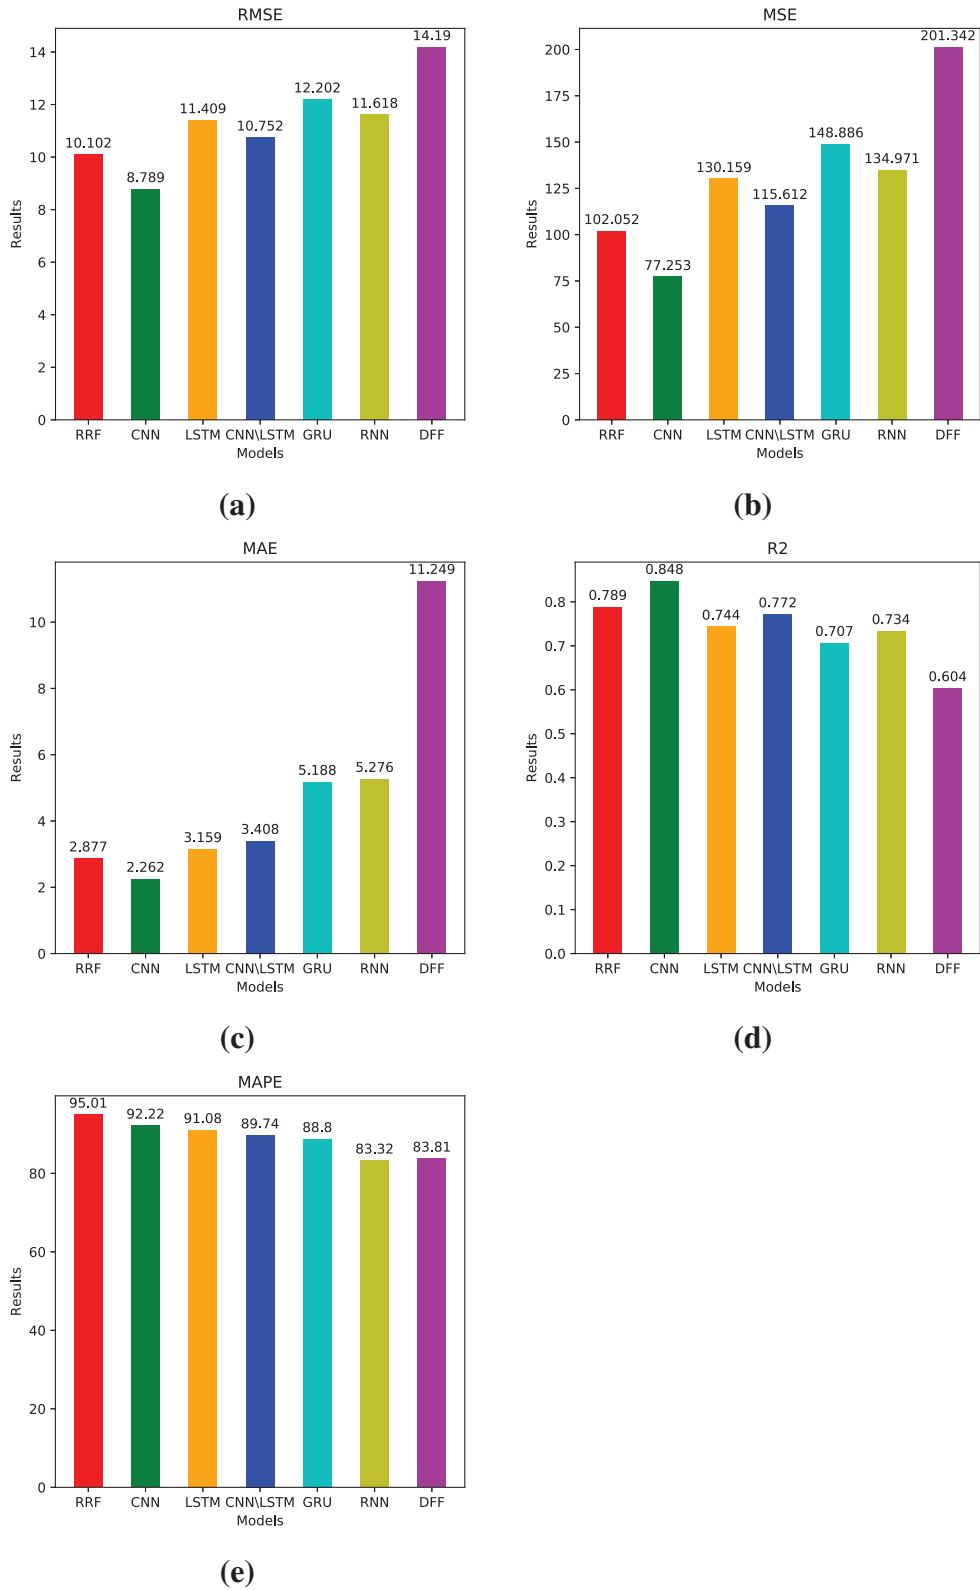 RMSE
14.19
14
12.202
12
11.409
11.618
10.752
10.102
10
8.789
8
Results
6
4
2
0
RRF CNN LSTM CNN\LSTM GRU RNN DFF
Models
(a)
MSE
201.342
200
175
148.886
150
130.159
134.971
125
115.612
102.052
100
Results
77.253
75
50
25
0
RRF CNN LSTM CNN\LSTM GRU RNN DFF
Models
(b)
MAE
11.249
10
8
Results
6
5.188
5.276
4
3.408
3.159
2.877
2.262
2
0
RRF CNN LSTM CNN\LSTM GRU RNN DFF
Models
(c)
R2
0.848
0.8
0.789
0.772
0.744
0.734
0.707
0.7
0.604
0.6
0.5
Results
0.4
0.3
0.2
0.1
0.0
RRF CNN LSTM CNN\LSTM GRU RNN DFF
Models
(d)
MAPE
95.01
92.22
91.08
89.74
88.8
83.32
83.81
80
60
Results
40
20
0
RRF CNN LSTM CNN\LSTM GRU RNN DFF
Models
(e)